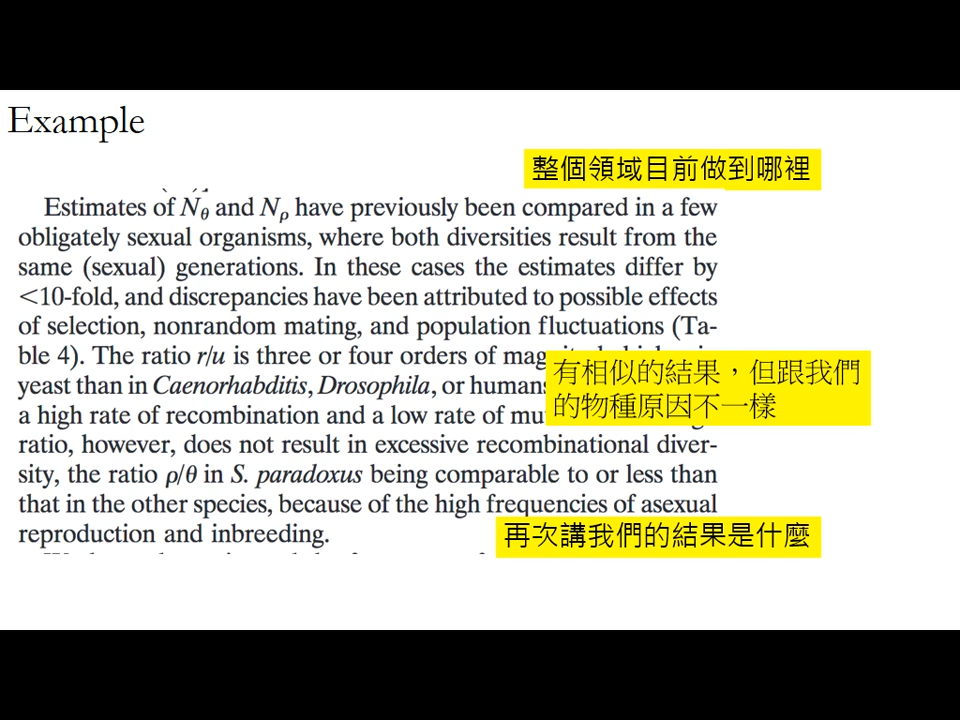 Example
整個領域目前做到哪裡
Estimates of Nθ and Nρ have previously been compared in a few
obligately sexual organisms, where both diversities result from the
same (sexual) generations. In these cases the estimates differ by
<10-fold, and discrepancies have been attributed to possible effects
of selection, nonrandom mating, and population fluctuations (Ta-
ble 4). The ratio r/u is three or four orders of
有相似的結果，但跟我們
yeast than in Caenorhabditis, Drosophila, or humans
的物種原因不一樣
a high rate of recombination and a low rate of
ratio, however, does not result in excessive recombinational diver-
sity, the ratio ρ/θ in S. paradoxus being comparable to or less than
that in the other species, because of the high frequencies of asexual
reproduction and inbreeding.
再次講我們的結果是什麼